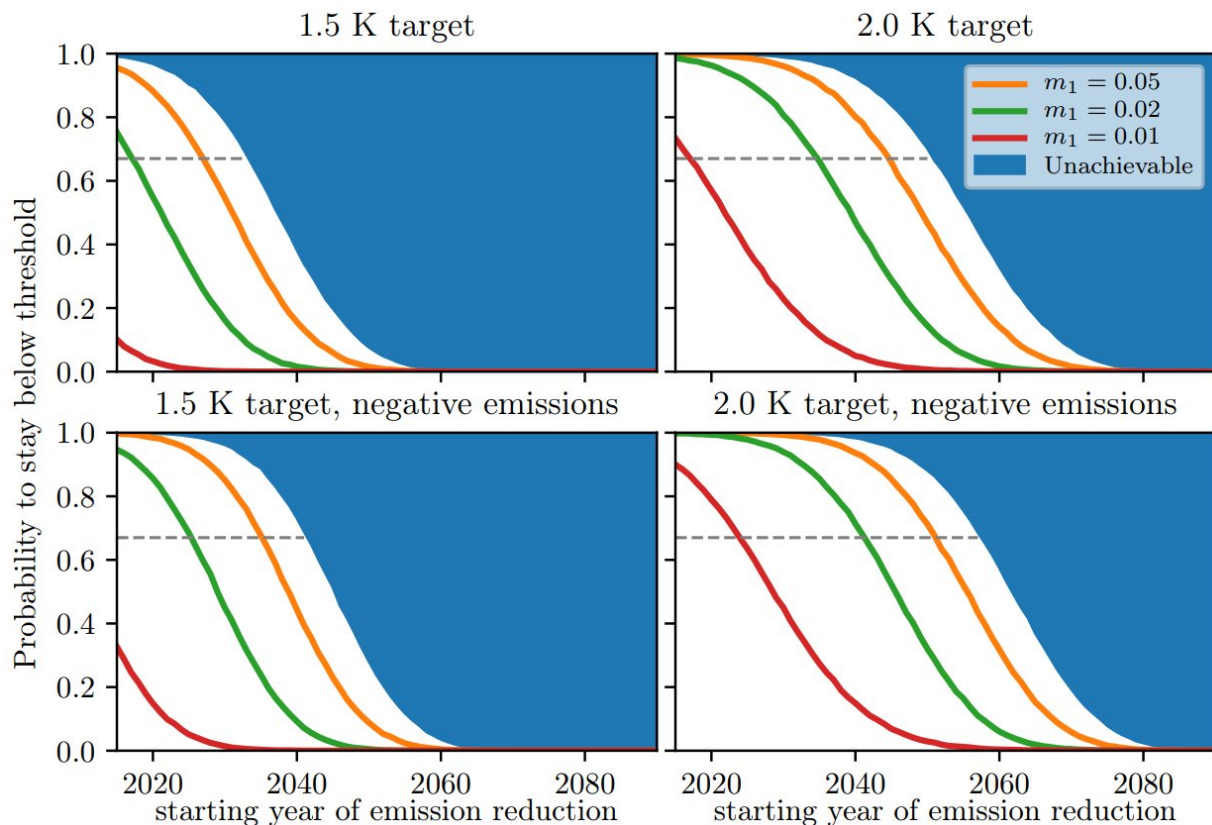 1.5 K target
2.0 K target
Probability to stay below threshold
1.0
0.8
0.6
0.4
0.2
0.0
m₁ = 0.05
m₁ = 0.02
m₁ = 0.01
Unachievable
1.5 K target, negative emissions
2.0 K target, negative emissions
1.0
0.8
0.6
0.4
0.2
0.0
2020 2040 2060 2080
2020 2040 2060 2080
starting year of emission reduction
starting year of emission reduction